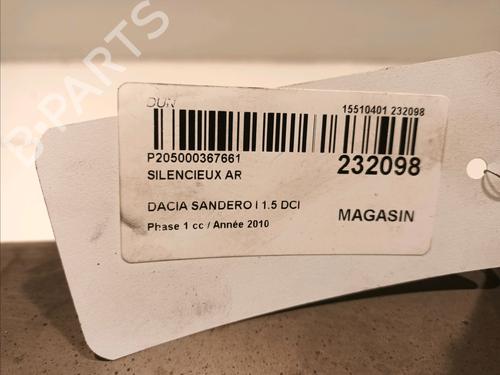 B-PARTS
DUN
15510401 232098
P205000367661
232098
SILENCIEUX AR
DACIA SANDERO I 1.5 DCI
MAGASIN
Phase 1 cc / Année 2010